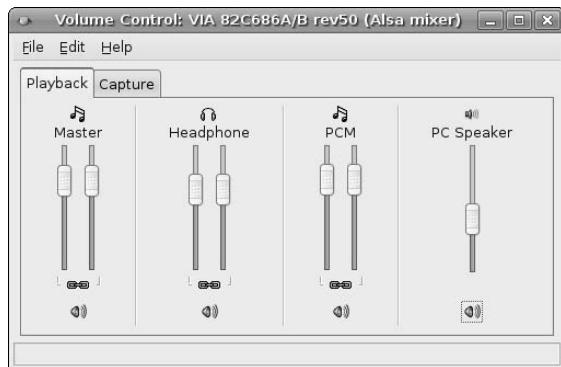 Volume Control: VIA 82C686A/B rev50 (Alsa mixer)
File Edit Help
Playback Capture
Master Headphone PCM PC Speaker